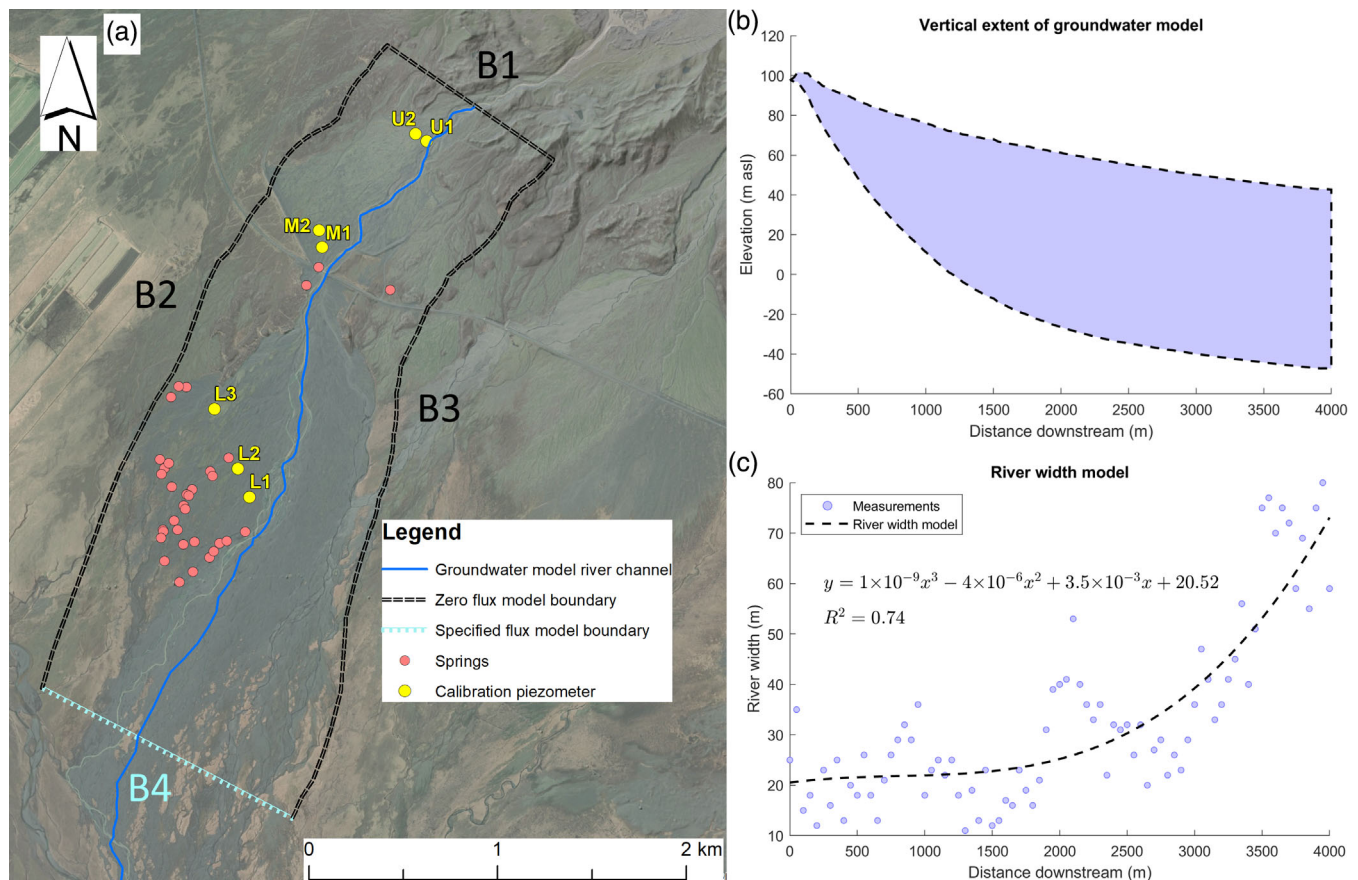 (a)
N
B1
U2
U1
M2
M1
B2
B3
L3
L2
L1
B4
Legend
Groundwater model river channel
Zero flux model boundary
Specified flux model boundary
Springs
Calibration piezometer
0 1 2 km
(b)
Vertical extent of groundwater model
120
100
80
60
40
20
0
-20
-40
-60
Elevation (m asl)
0 500 1000 1500 2000 2500 3000 3500 4000
Distance downstream (m)
(c)
River width model
80
70
60
50
40
30
20
10
River width (m)
Measurements
River width model
y = 1×10⁻⁹x³ − 4×10⁻⁶x² + 3.5×10⁻³x + 20.52
R² = 0.74
0 500 1000 1500 2000 2500 3000 3500 4000
Distance downstream (m)